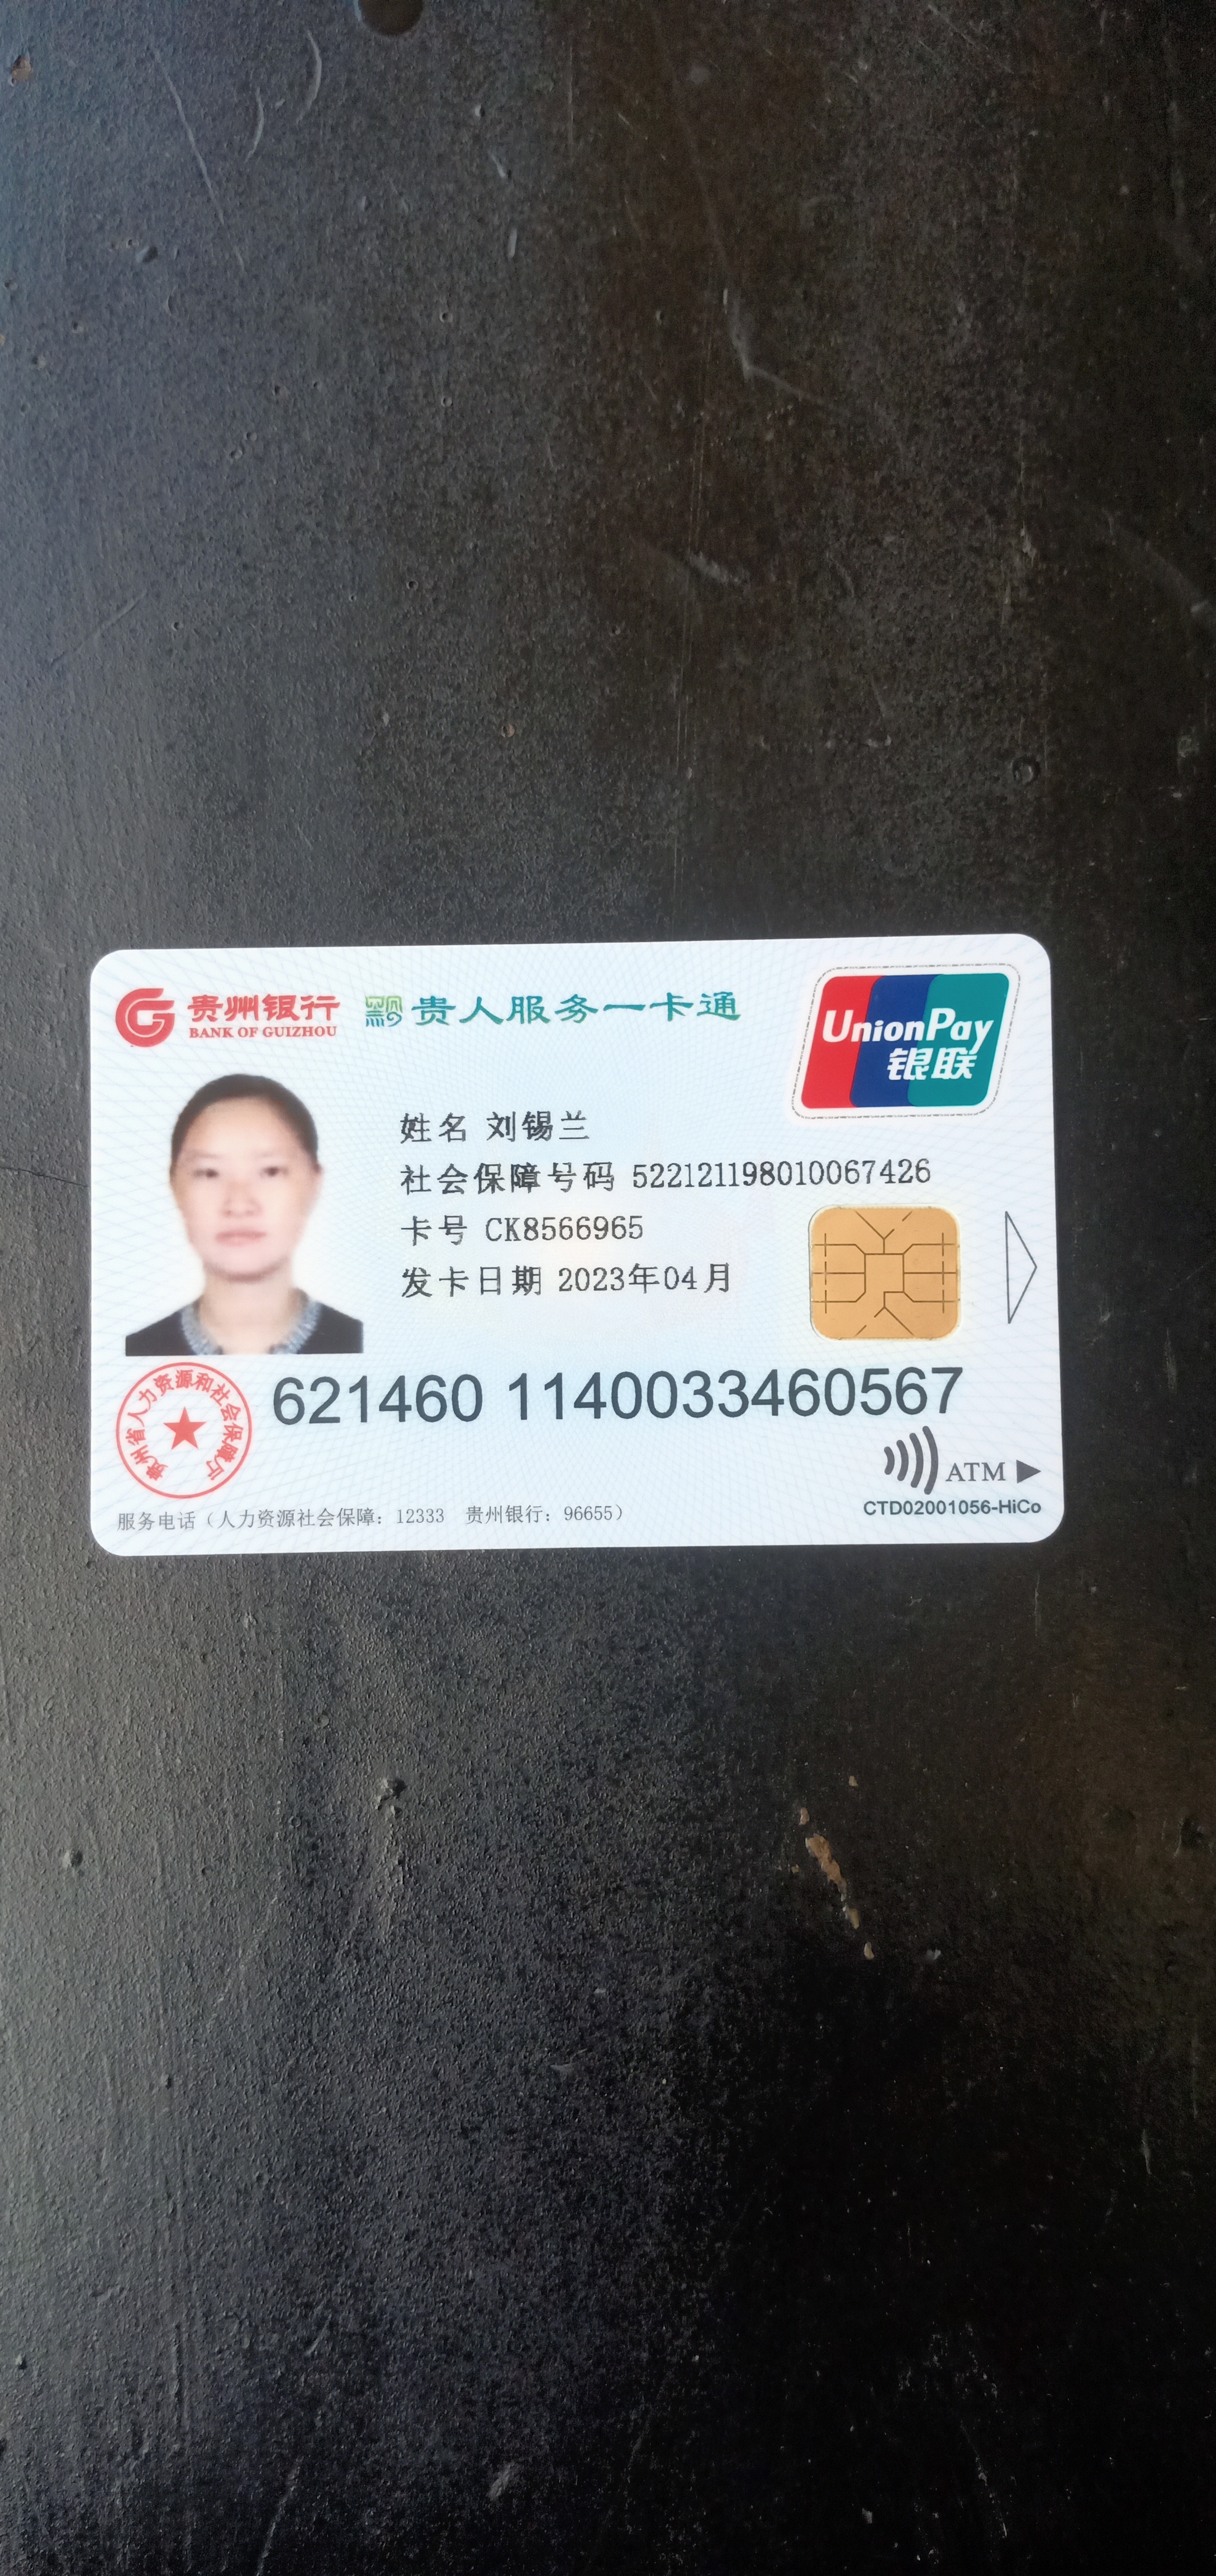 贵州银行 贵人服务一卡通
BANK OF GUIZHOU
UnionPay
银联
姓名 刘锡兰
社会保障号码 522121198010067426
卡号 CK8566965
发卡日期 2023年04月
621460 1140033460567
贵州省人力资源和社会保障厅
ATM
CTD02001056-HiCo
服务电话（人力资源社会保障：12333 贵州银行：96655）